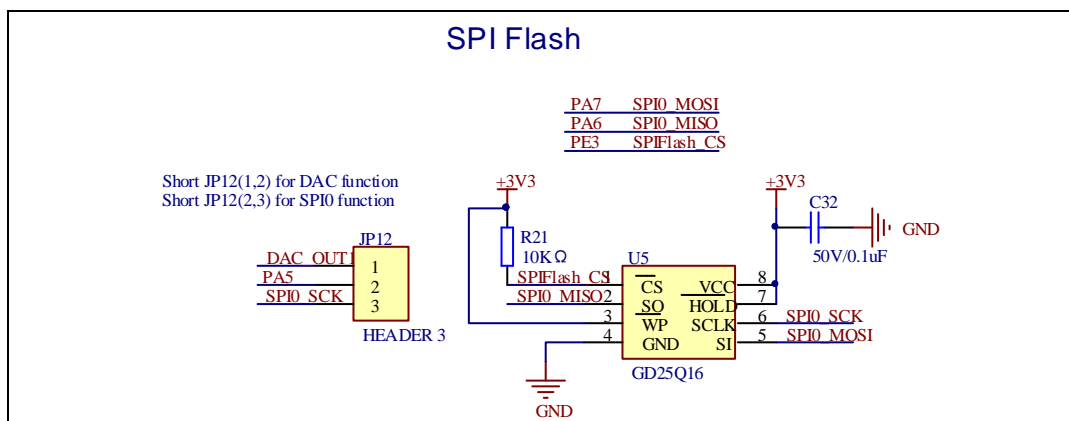 SPI Flash
PA7 SPI0_MOSI
PA6 SPI0_MISO
PE3 SPIFlash_CS
Short JP12(1,2) for DAC function
Short JP12(2,3) for SPI0 function
JP12
DAC_OUT1 1
PA5 2
SPI0_SCK 3
HEADER 3
+3V3
R21
10KΩ
+3V3
C32
50V/0.1uF
GND
U5
SPIFlash_CS 1 CS VCC 8
SPI0_MISO 2 SO HOLD 7
3 WP SCLK 6 SPI0_SCK
4 GND SI 5 SPI0_MOSI
GD25Q16
GND